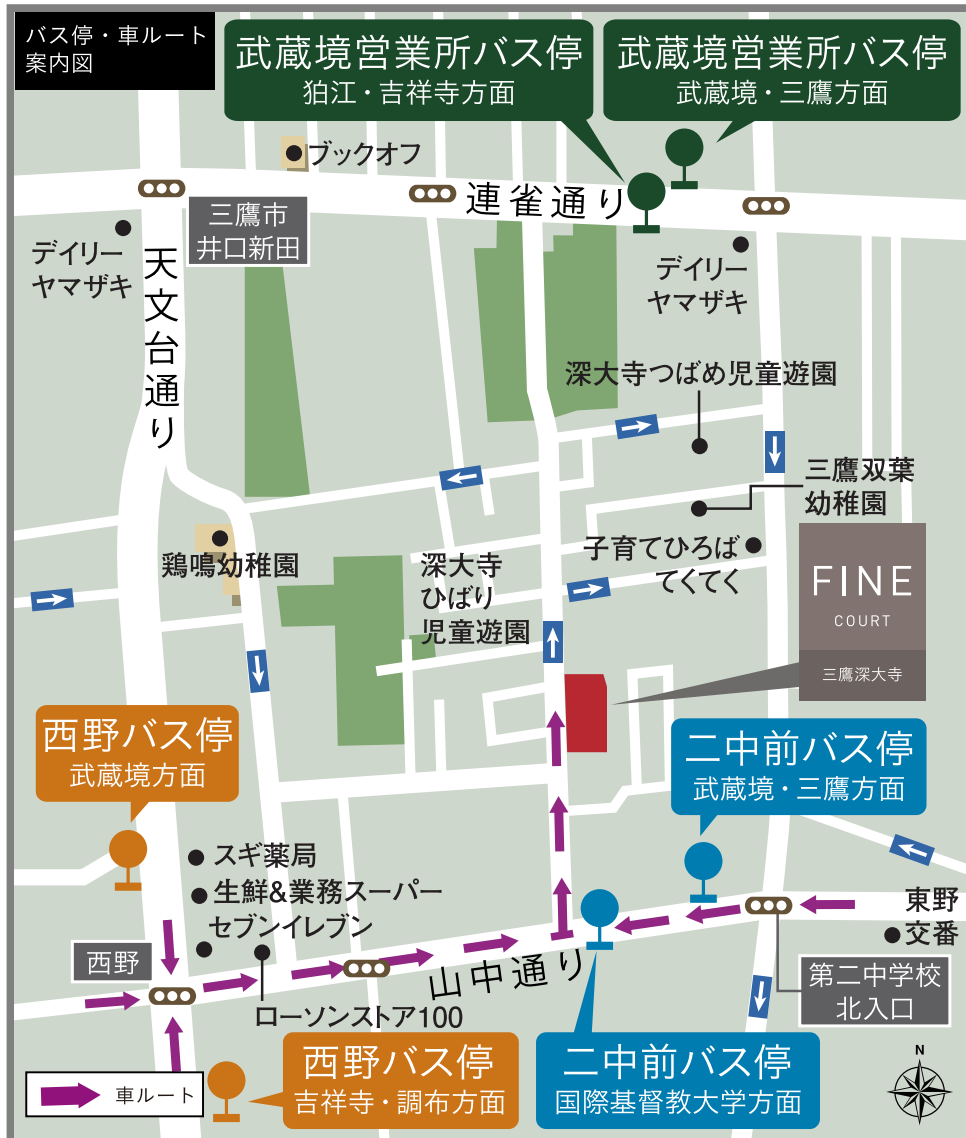 バス停・車ルート
案内図
武蔵境営業所バス停
狛江・吉祥寺方面
武蔵境営業所バス停
武蔵境・三鷹方面
ブックオフ
連雀通り
三鷹市
井口新田
デイリー
ヤマザキ
天文台通り
デイリー
ヤマザキ
深大寺つばめ児童遊園
三鷹双葉
幼稚園
子育てひろば
てくてく
鶏鳴幼稚園
深大寺
ひばり
児童遊園
FINE
COURT
三鷹深大寺
西野バス停
武蔵境方面
二中前バス停
武蔵境・三鷹方面
スギ薬局
生鮮&業務スーパー
セブンイレブン
東野
交番
西野
山中通り
第二中学校
北入口
ローソンストア100
西野バス停
吉祥寺・調布方面
二中前バス停
国際基督教大学方面
車ルート
N